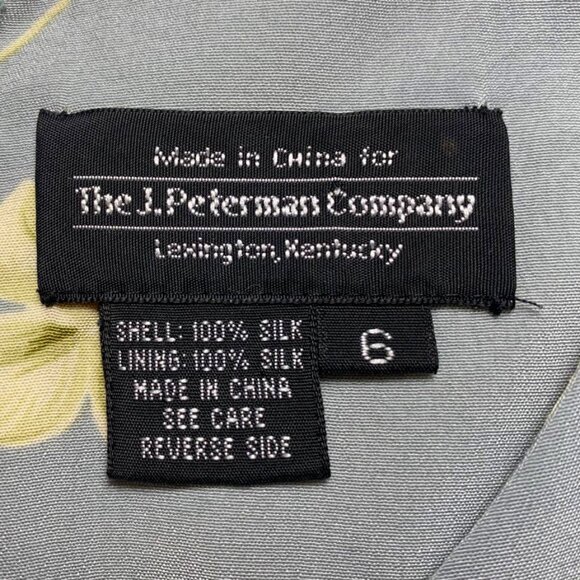 Made in China for
The J. Peterman Company
Lexington, Kentucky
SHELL: 100% SILK
LINING: 100% SILK
MADE IN CHINA
SEE CARE
REVERSE SIDE
6